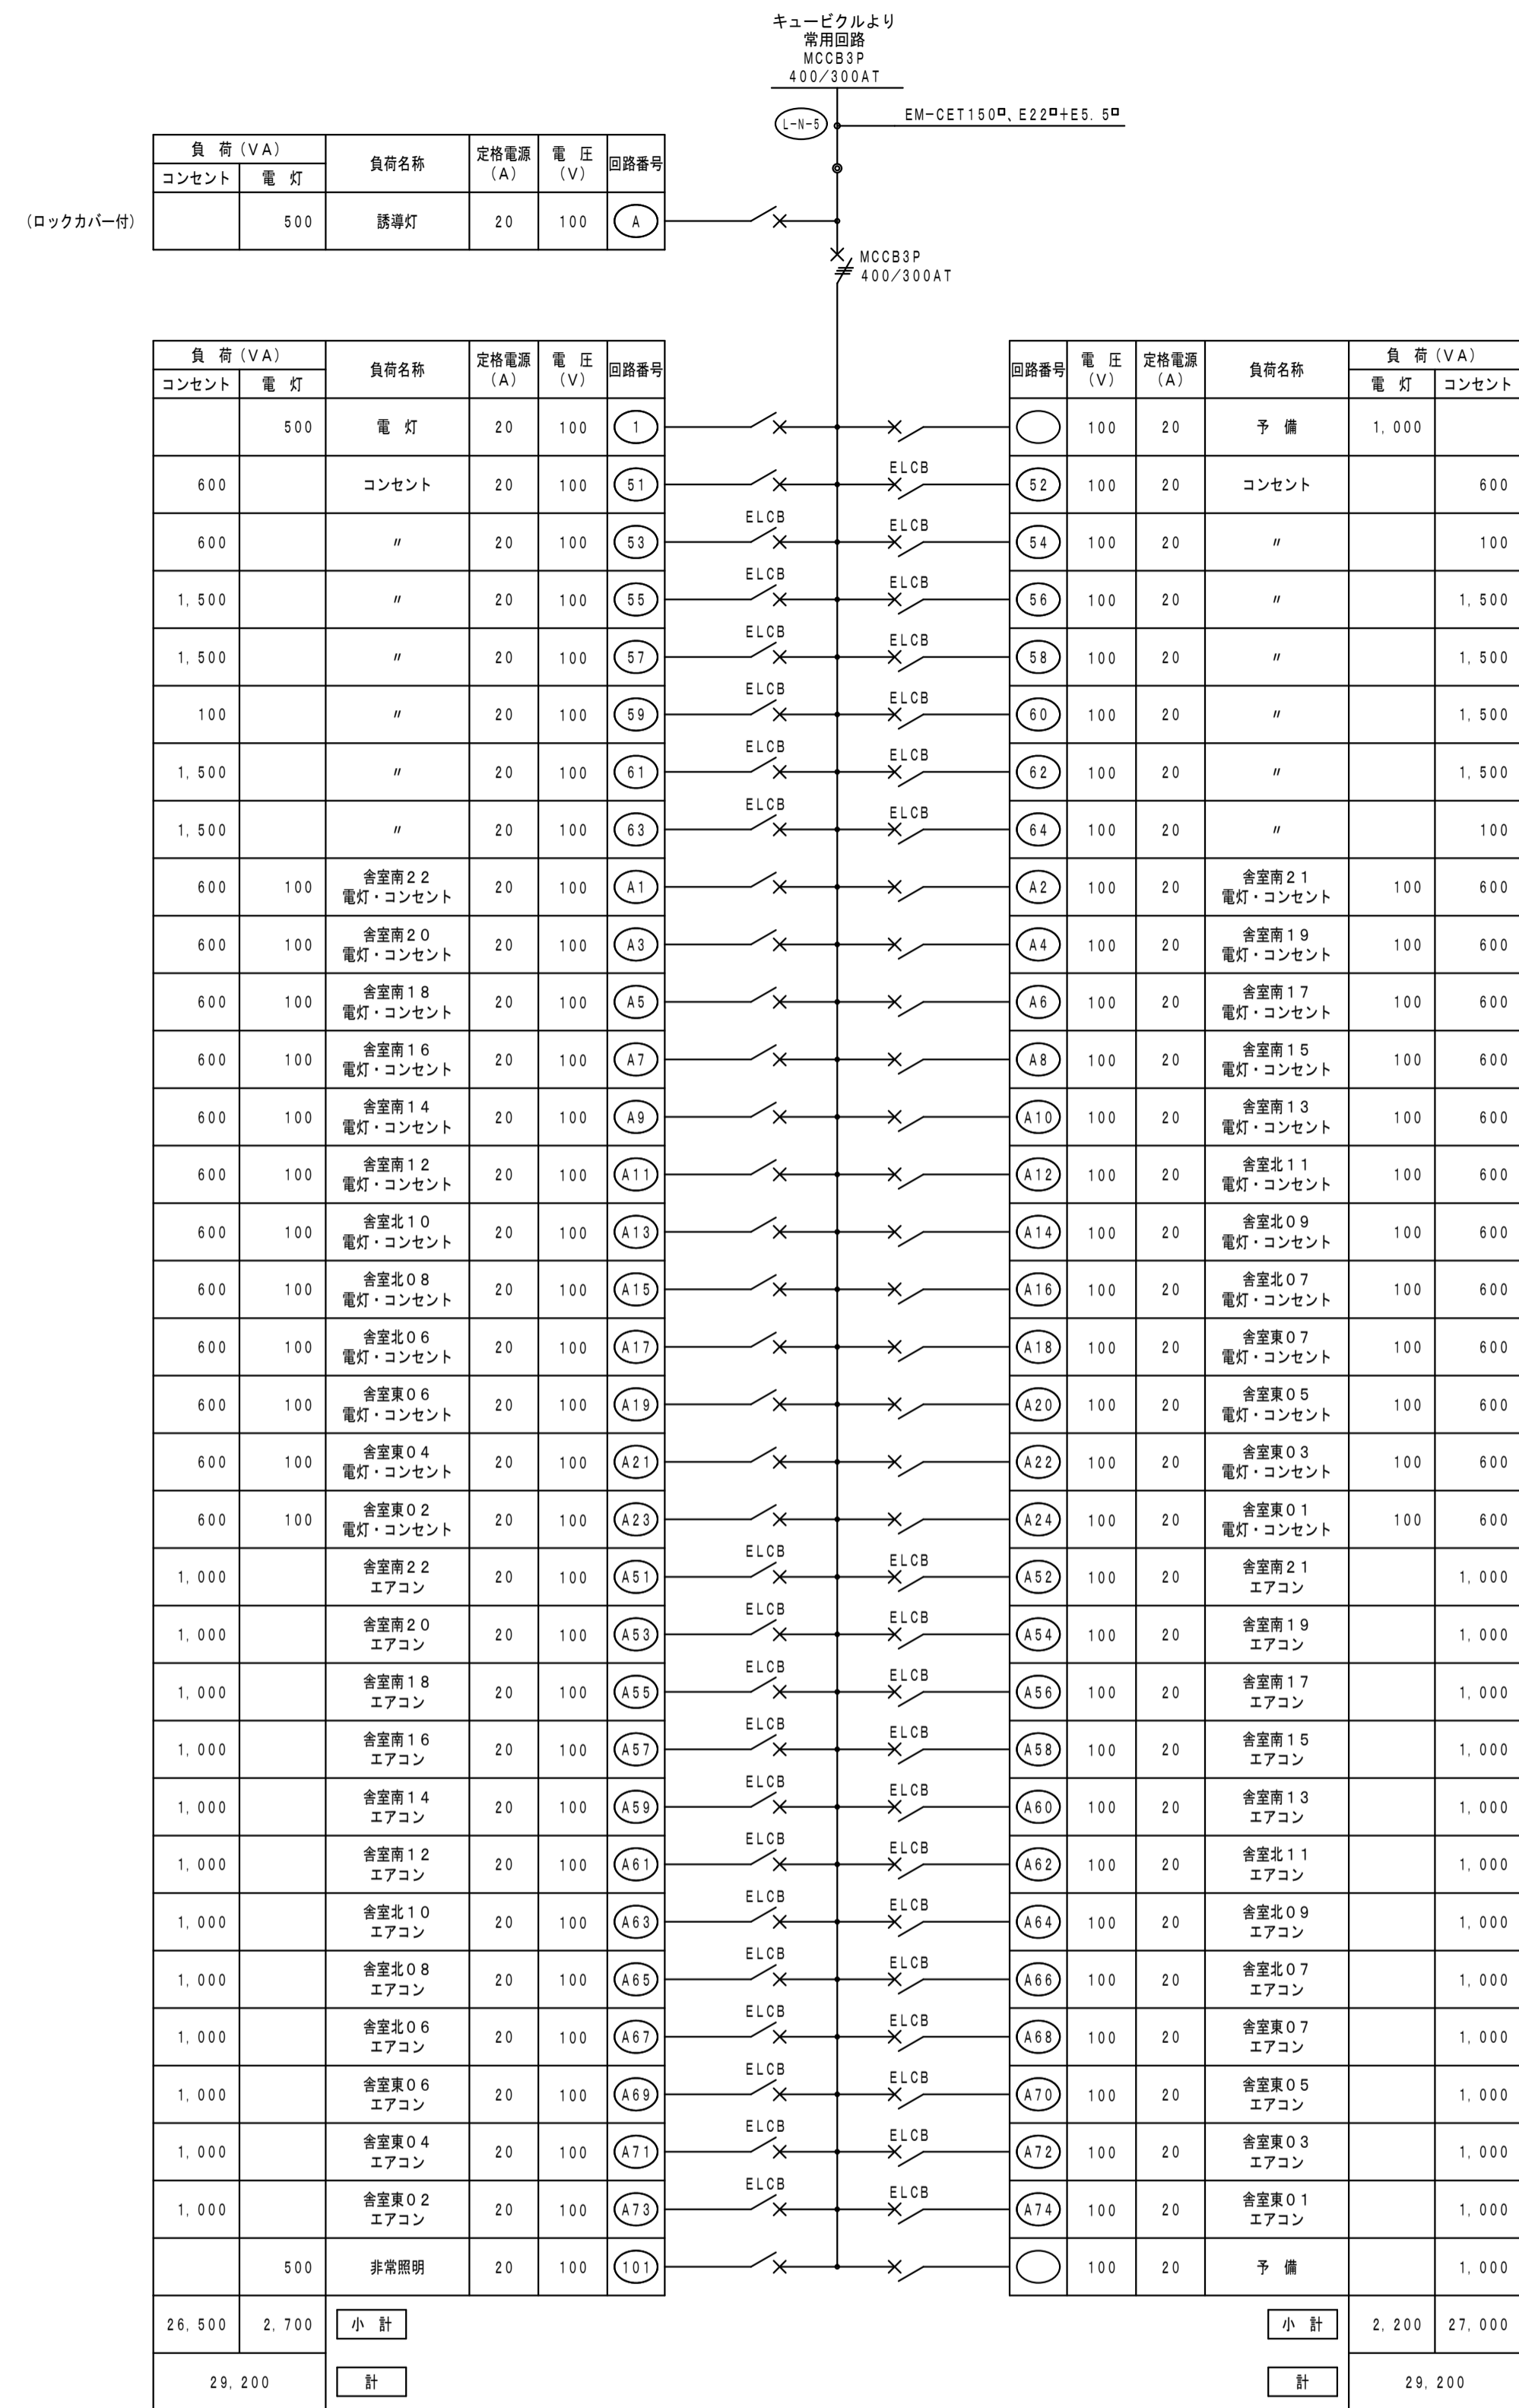 キュービクルより
常用回路
MCCB3P
400/300AT
L-N-5
EM-CET150□、E22□+E5.5□
負 荷(VA) 負荷名称 定格電源(A) 電 圧(V) 回路番号
コンセント 電 灯
(ロックカバー付) 500 誘導灯 20 100 A
MCCB3P
400/300AT
負 荷(VA) 負荷名称 定格電源(A) 電 圧(V) 回路番号 回路番号 電 圧(V) 定格電源(A) 負荷名称 負 荷(VA)
コンセント 電 灯 電 灯 コンセント
500 電 灯 20 100 1 100 20 予 備 1,000
600 コンセント 20 100 51 ELCB 52 100 20 コンセント 600
600 〃 20 100 53 ELCB ELCB 54 100 20 〃 100
1,500 〃 20 100 55 ELCB ELCB 56 100 20 〃 1,500
1,500 〃 20 100 57 ELCB ELCB 58 100 20 〃 1,500
100 〃 20 100 59 ELCB ELCB 60 100 20 〃 1,500
1,500 〃 20 100 61 ELCB ELCB 62 100 20 〃 1,500
1,500 〃 20 100 63 ELCB ELCB 64 100 20 〃 100
600 100 舎室南22 電灯・コンセント 20 100 A1 A2 100 20 舎室南21 電灯・コンセント 100 600
600 100 舎室南20 電灯・コンセント 20 100 A3 A4 100 20 舎室南19 電灯・コンセント 100 600
600 100 舎室南18 電灯・コンセント 20 100 A5 A6 100 20 舎室南17 電灯・コンセント 100 600
600 100 舎室南16 電灯・コンセント 20 100 A7 A8 100 20 舎室南15 電灯・コンセント 100 600
600 100 舎室南14 電灯・コンセント 20 100 A9 A10 100 20 舎室南13 電灯・コンセント 100 600
600 100 舎室南12 電灯・コンセント 20 100 A11 A12 100 20 舎室北11 電灯・コンセント 100 600
600 100 舎室北10 電灯・コンセント 20 100 A13 A14 100 20 舎室北09 電灯・コンセント 100 600
600 100 舎室北08 電灯・コンセント 20 100 A15 A16 100 20 舎室北07 電灯・コンセント 100 600
600 100 舎室北06 電灯・コンセント 20 100 A17 A18 100 20 舎室東07 電灯・コンセント 100 600
600 100 舎室東06 電灯・コンセント 20 100 A19 A20 100 20 舎室東05 電灯・コンセント 100 600
600 100 舎室東04 電灯・コンセント 20 100 A21 A22 100 20 舎室東03 電灯・コンセント 100 600
600 100 舎室東02 電灯・コンセント 20 100 A23 A24 100 20 舎室東01 電灯・コンセント 100 600
1,000 舎室南22 エアコン 20 100 A51 ELCB ELCB A52 100 20 舎室南21 エアコン 1,000
1,000 舎室南20 エアコン 20 100 A53 ELCB ELCB A54 100 20 舎室南19 エアコン 1,000
1,000 舎室南18 エアコン 20 100 A55 ELCB ELCB A56 100 20 舎室南17 エアコン 1,000
1,000 舎室南16 エアコン 20 100 A57 ELCB ELCB A58 100 20 舎室南15 エアコン 1,000
1,000 舎室南14 エアコン 20 100 A59 ELCB ELCB A60 100 20 舎室南13 エアコン 1,000
1,000 舎室南12 エアコン 20 100 A61 ELCB ELCB A62 100 20 舎室北11 エアコン 1,000
1,000 舎室北10 エアコン 20 100 A63 ELCB ELCB A64 100 20 舎室北09 エアコン 1,000
1,000 舎室北08 エアコン 20 100 A65 ELCB ELCB A66 100 20 舎室北07 エアコン 1,000
1,000 舎室北06 エアコン 20 100 A67 ELCB ELCB A68 100 20 舎室東07 エアコン 1,000
1,000 舎室東06 エアコン 20 100 A69 ELCB ELCB A70 100 20 舎室東05 エアコン 1,000
1,000 舎室東04 エアコン 20 100 A71 ELCB ELCB A72 100 20 舎室東03 エアコン 1,000
1,000 舎室東02 エアコン 20 100 A73 ELCB ELCB A74 100 20 舎室東01 エアコン 1,000
500 非常照明 20 100 101 100 20 予 備 1,000
26,500 2,700 小 計 小 計 2,200 27,000
29,200 計 計 29,200